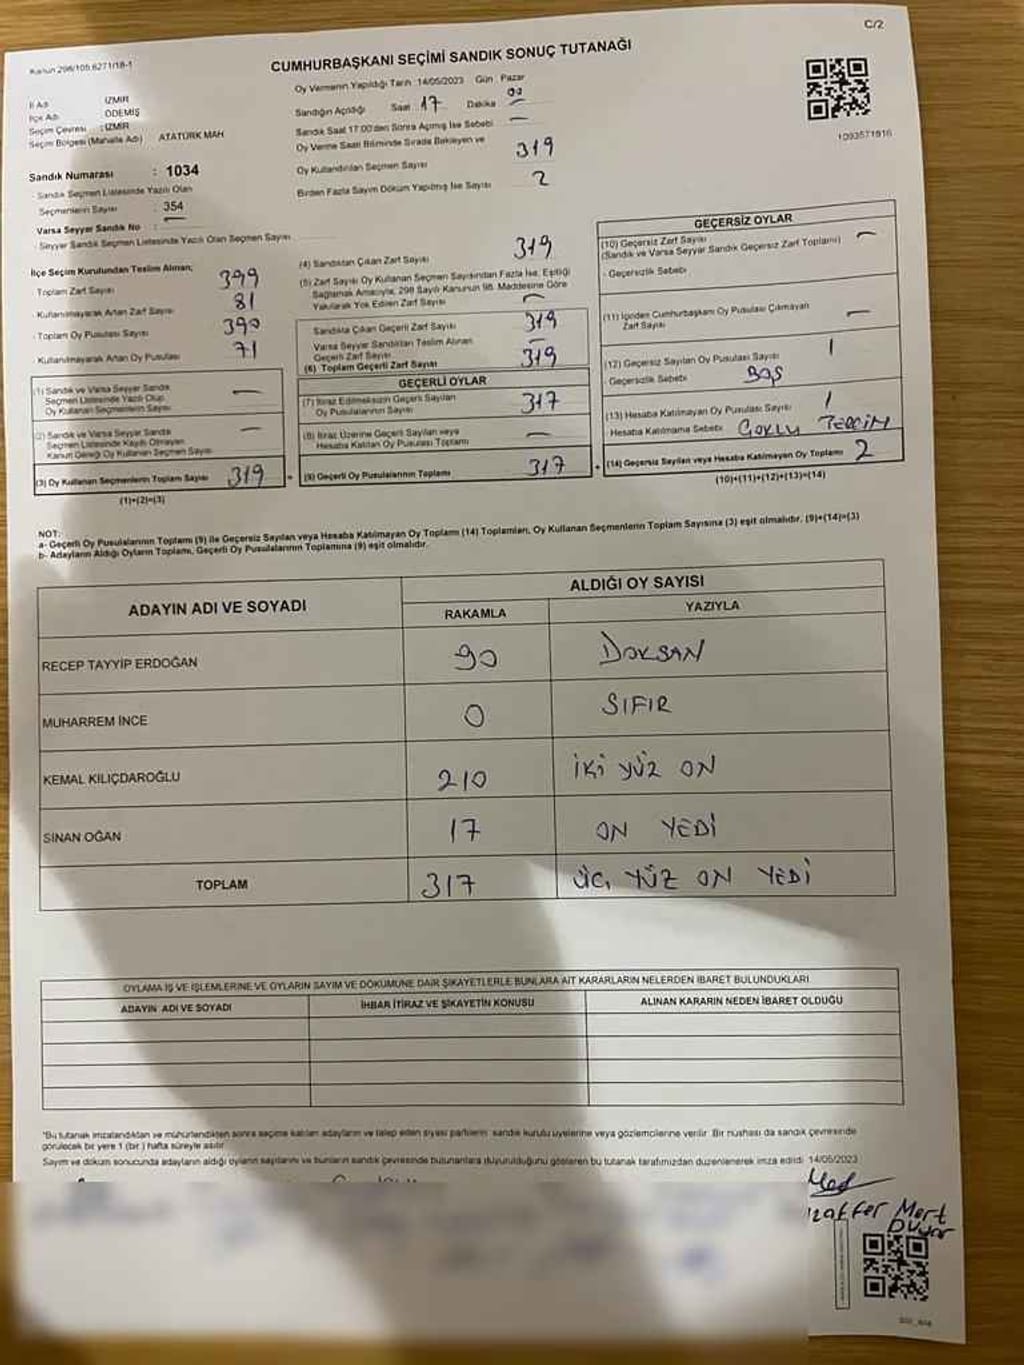 C/2
Kanun 298/105.6271/18-1
CUMHURBAŞKANI SEÇİMİ SANDIK SONUÇ TUTANAĞI
İl Adı : İZMİR
İlçe Adı : ÖDEMİŞ
Seçim Çevresi : İZMİR
Seçim Bölgesi (Mahalle Adı) ATATÜRK MAH
Sandık Numarası : 1034
- Sandık Seçmen Listesinde Yazılı Olan
Seçmenlerin Sayısı : 354
Varsa Seyyar Sandık No : —
- Seyyar Sandık Seçmen Listesinde Yazılı Olan Seçmen Sayısı
Oy Vermenin Yapıldığı Tarih : 14/05/2023 Gün : Pazar
Sandığın Açıldığı Saat 17 Dakika 00
Sandık Saat 17:00'den Sonra Açılmış İse Sebebi —
Oy Verme Saati Bitiminde Sırada Bekleyen ve
Oy Kullandırılan Seçmen Sayısı 319
Birden Fazla Sayım Döküm Yapılmış İse Sayısı 2
1093571916
İlçe Seçim Kurulundan Teslim Alınan;
Toplam Zarf Sayısı 399
- Kullanılmayarak Artan Zarf Sayısı 81
Toplam Oy Pusulası Sayısı 390
- Kullanılmayarak Artan Oy Pusulası 71
(1) Sandık ve Varsa Seyyar Sandık
Seçmen Listesinde Yazılı Olup
Oy Kullanan Seçmenlerin Sayısı —
(2) Sandık ve Varsa Seyyar Sandık
Seçmen Listesinde Kayıtlı Olmayan
Kanun Gereği Oy Kullanan Seçmen Sayısı —
(3) Oy Kullanan Seçmenlerin Toplam Sayısı 319
(1)+(2)=(3)
(4) Sandıktan Çıkan Zarf Sayısı 319
(5) Zarf Sayısı Oy Kullanan Seçmen Sayısından Fazla İse, Eşitliği
Sağlamak Amacıyla, 298 Sayılı Kanunun 98. Maddesine Göre
Yakılarak Yok Edilen Zarf Sayısı —
Sandıkta Çıkan Geçerli Zarf Sayısı 319
Varsa Seyyar Sandıktan Teslim Alınan
Geçerli Zarf Sayısı —
(6) Toplam Geçerli Zarf Sayısı 319
GEÇERLİ OYLAR
(7) İtiraz Edilmeksizin Geçerli Sayılan
Oy Pusulalarının Sayısı 317
(8) İtiraz Üzerine Geçerli Sayılan veya
Hesaba Katılan Oy Pusulası Toplamı —
(9) Geçerli Oy Pusulalarının Toplamı 317
GEÇERSİZ OYLAR
(10) Geçersiz Zarf Sayısı —
(Sandık ve Varsa Seyyar Sandık Geçersiz Zarf Toplamı)
- Geçersizlik Sebebi
(11) İçinden Cumhurbaşkanı Oy Pusulası Çıkmayan
Zarf Sayısı —
(12) Geçersiz Sayılan Oy Pusulası Sayısı 1
- Geçersizlik Sebebi BOŞ
(13) Hesaba Katılmayan Oy Pusulası Sayısı 1
- Hesaba Katılmama Sebebi ÇOKLU TERCİH
(14) Geçersiz Sayılan veya Hesaba Katılmayan Oy Toplamı 2
(10)+(11)+(12)+(13)=(14)
NOT:
a- Geçerli Oy Pusulalarının Toplamı (9) ile Geçersiz Sayılan veya Hesaba Katılmayan Oy Toplamı (14) Toplamları, Oy Kullanan Seçmenlerin Toplam Sayısına (3) eşit olmalıdır. (9)+(14)=(3)
b- Adayların Aldığı Oyların Toplamı, Geçerli Oy Pusulalarının Toplamına (9) eşit olmalıdır.
ADAYIN ADI VE SOYADI ALDIĞI OY SAYISI
RAKAMLA YAZIYLA
RECEP TAYYİP ERDOĞAN 90 DOKSAN
MUHARREM İNCE 0 SIFIR
KEMAL KILIÇDAROĞLU 210 İKİ YÜZ ON
SİNAN OĞAN 17 ON YEDİ
TOPLAM 317 ÜÇ YÜZ ON YEDİ
OYLAMA İŞ VE İŞLEMLERİNE VE OYLARIN SAYIM VE DÖKÜMÜNE DAİR ŞİKAYETLERLE BUNLARA AİT KARARLARIN NELERDEN İBARET BULUNDUKLARI
ADAYIN ADI VE SOYADI İHBAR İTİRAZ VE ŞİKAYETİN KONUSU ALINAN KARARIN NEDEN İBARET OLDUĞU
*Bu tutanak imzalandıktan ve mühürlendikten sonra seçime katılan adayların ve talep eden siyasi partilerin sandık kurulu üyelerine veya gözlemcilerine verilir. Bir nüshası da sandık çevresinde
görülecek bir yere 1 (bir) hafta süreyle asılır.
Sayım ve döküm sonucunda adayların aldığı oyların sayılarını ve bunların sandık çevresinde bulunanlara duyurulduğunu gösteren bu tutanak tarafımızdan düzenlenerek imza edildi. 14/05/2023
Mert
Duyar